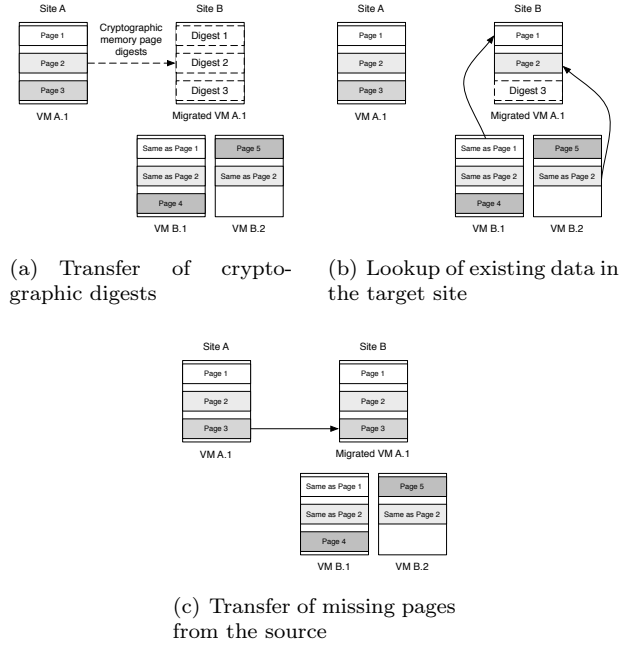 Site A
Site B
Page 1
Page 2
Page 3
VM A.1
Cryptographic
memory page
digests
Digest 1
Digest 2
Digest 3
Migrated VM A.1
Same as Page 1
Same as Page 2
Page 4
VM B.1
Page 5
Same as Page 2
VM B.2
(a) Transfer of crypto-
graphic digests
Site A
Site B
Page 1
Page 2
Page 3
VM A.1
Page 1
Page 2
Digest 3
Migrated VM A.1
Same as Page 1
Same as Page 2
Page 4
VM B.1
Page 5
Same as Page 2
VM B.2
(b) Lookup of existing data in
the target site
Site A
Site B
Page 1
Page 2
Page 3
VM A.1
Page 1
Page 2
Page 3
Migrated VM A.1
Same as Page 1
Same as Page 2
Page 4
VM B.1
Page 5
Same as Page 2
VM B.2
(c) Transfer of missing pages
from the source